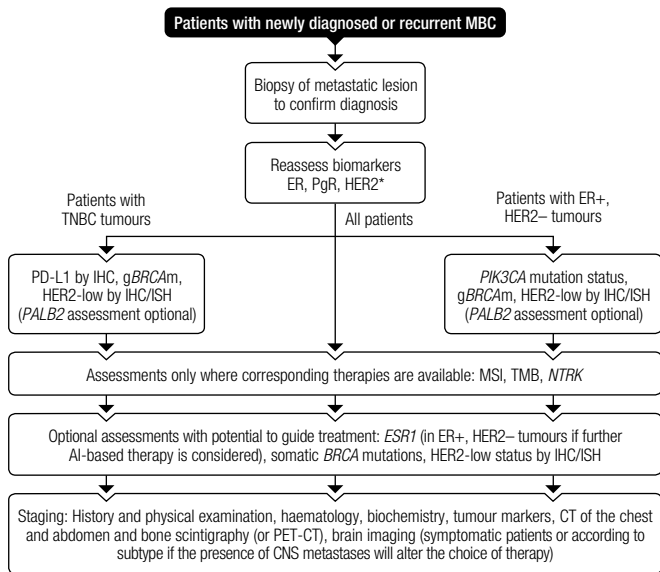 Patients with newly diagnosed or recurrent MBC
Biopsy of metastatic lesion
to confirm diagnosis
Reassess biomarkers
ER, PgR, HER2*
Patients with
TNBC tumours
All patients
Patients with ER+,
HER2– tumours
PD-L1 by IHC, gBRCAm,
HER2-low by IHC/ISH
(PALB2 assessment optional)
PIK3CA mutation status,
gBRCAm, HER2-low by IHC/ISH
(PALB2 assessment optional)
Assessments only where corresponding therapies are available: MSI, TMB, NTRK
Optional assessments with potential to guide treatment: ESR1 (in ER+, HER2– tumours if further
AI-based therapy is considered), somatic BRCA mutations, HER2-low status by IHC/ISH
Staging: History and physical examination, haematology, biochemistry, tumour markers, CT of the chest
and abdomen and bone scintigraphy (or PET-CT), brain imaging (symptomatic patients or according to
subtype if the presence of CNS metastases will alter the choice of therapy)